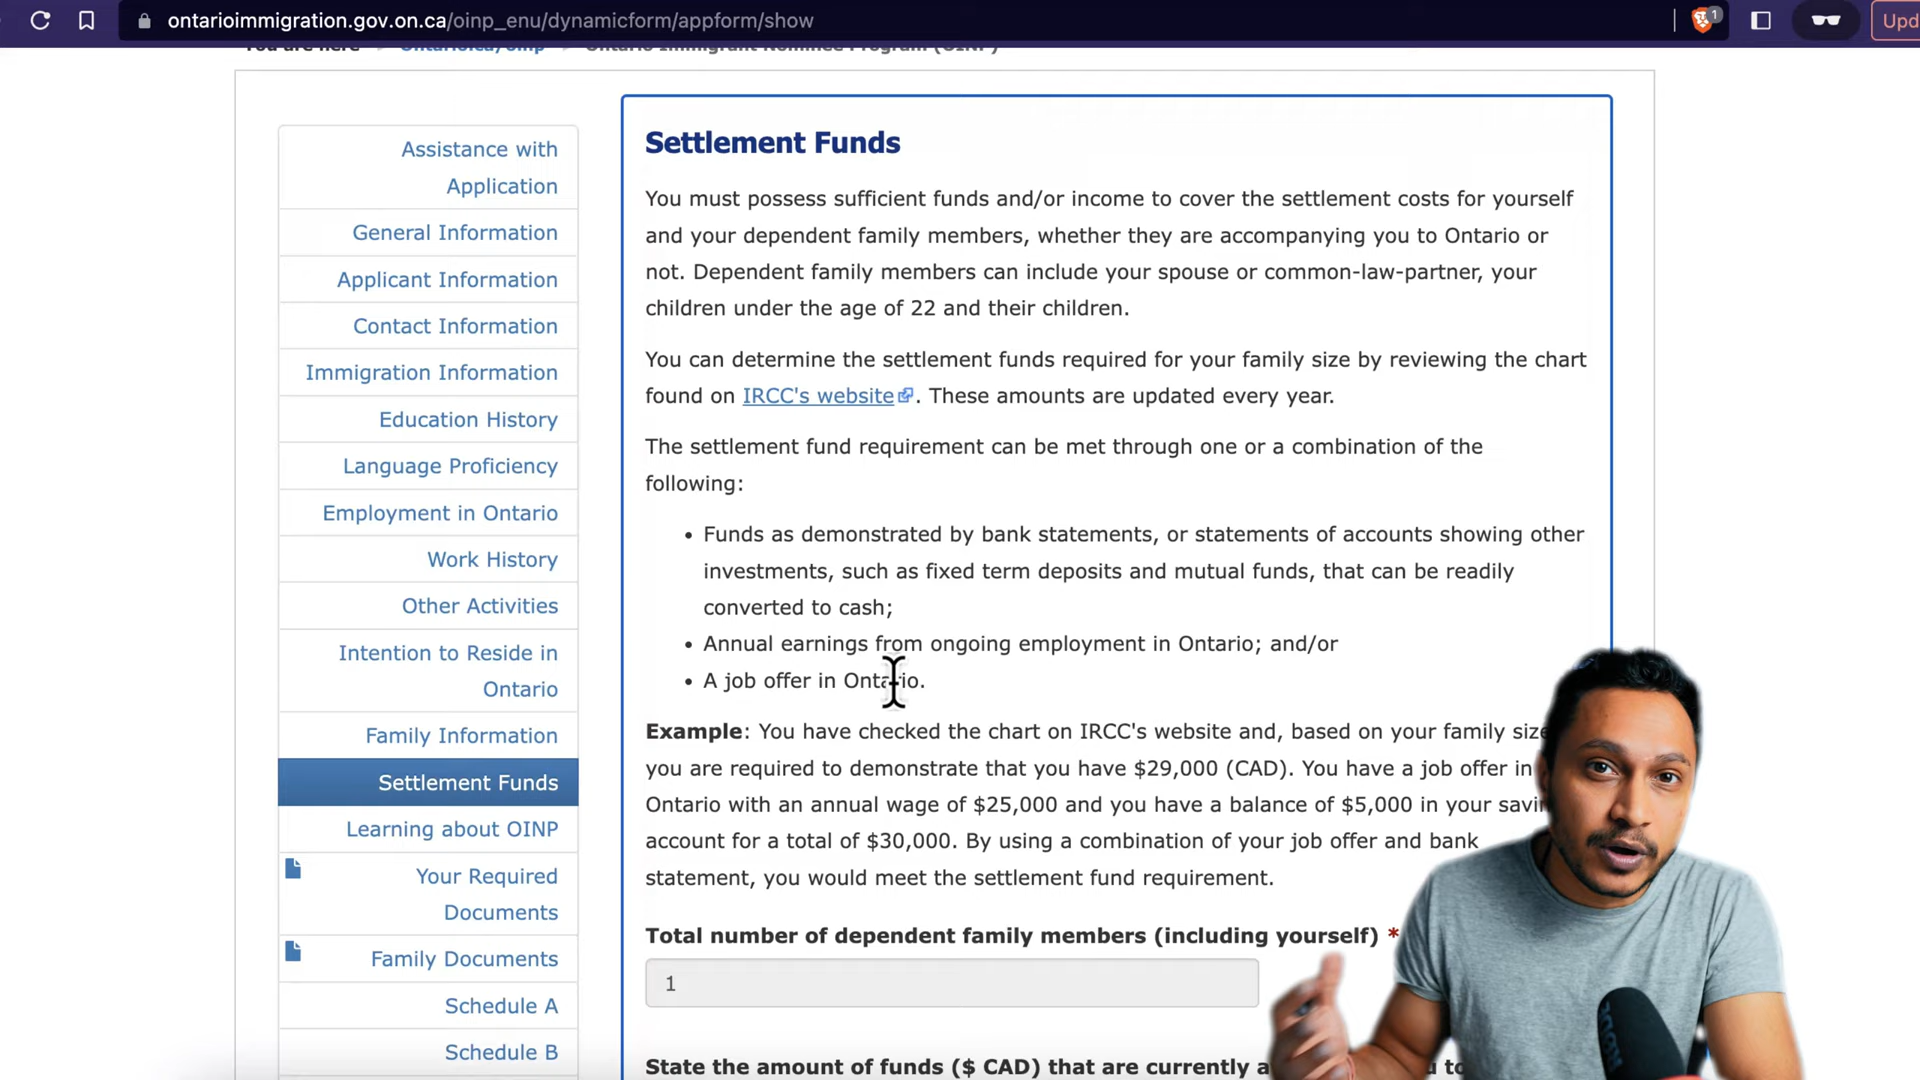 ontarioimmigration.gov.on.ca/oinp_enu/dynamicform/appform/show
1
Upd
You are here > Ontario.ca/oinp > Ontario Immigrant Nominee Program (OINP)
Assistance with
Application
General Information
Applicant Information
Contact Information
Immigration Information
Education History
Language Proficiency
Employment in Ontario
Work History
Other Activities
Intention to Reside in
Ontario
Family Information
Settlement Funds
Learning about OINP
Your Required
Documents
Family Documents
Schedule A
Schedule B
Settlement Funds
You must possess sufficient funds and/or income to cover the settlement costs for yourself
and your dependent family members, whether they are accompanying you to Ontario or
not. Dependent family members can include your spouse or common-law-partner, your
children under the age of 22 and their children.
You can determine the settlement funds required for your family size by reviewing the chart
found on IRCC's website. These amounts are updated every year.
The settlement fund requirement can be met through one or a combination of the
following:
• Funds as demonstrated by bank statements, or statements of accounts showing other
investments, such as fixed term deposits and mutual funds, that can be readily
converted to cash;
• Annual earnings from ongoing employment in Ontario; and/or
• A job offer in Ontario.
Example: You have checked the chart on IRCC's website and, based on your family size
you are required to demonstrate that you have $29,000 (CAD). You have a job offer in
Ontario with an annual wage of $25,000 and you have a balance of $5,000 in your savin
account for a total of $30,000. By using a combination of your job offer and bank
statement, you would meet the settlement fund requirement.
Total number of dependent family members (including yourself) *
1
State the amount of funds ($ CAD) that are currently a